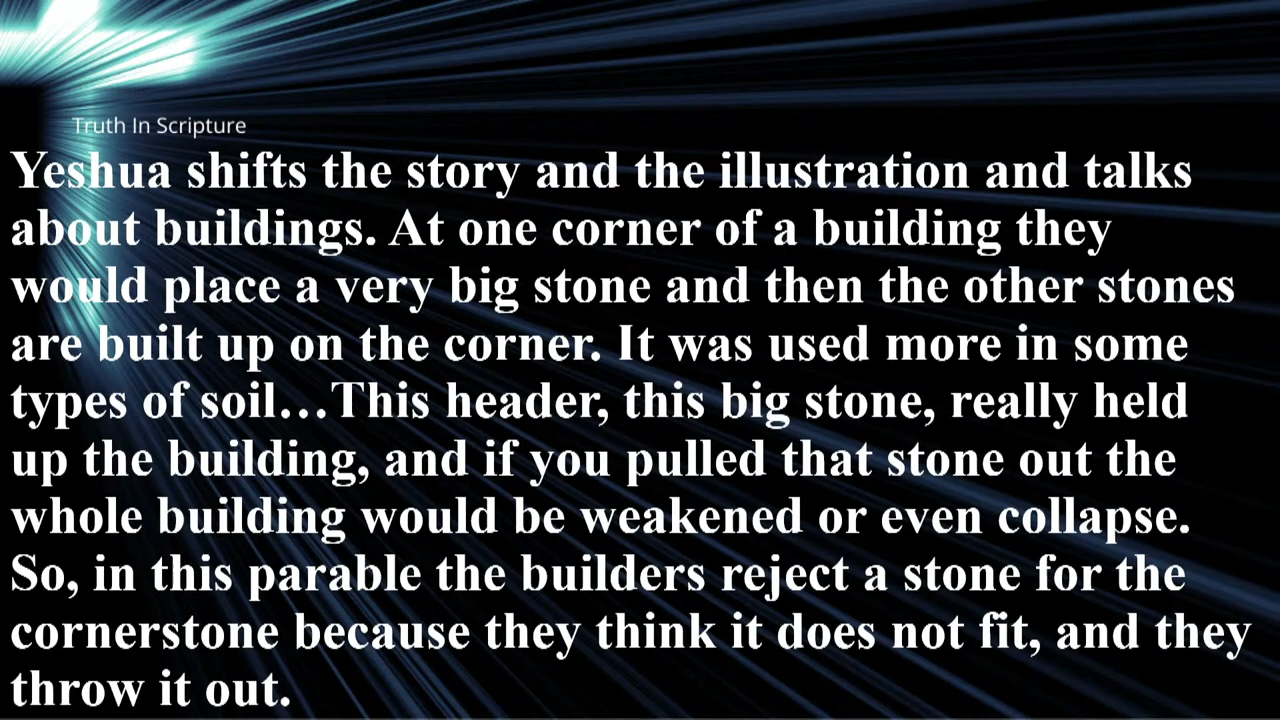 Truth In Scripture
Yeshua shifts the story and the illustration and talks
about buildings. At one corner of a building they
would place a very big stone and then the other stones
are built up on the corner. It was used more in some
types of soil…This header, this big stone, really held
up the building, and if you pulled that stone out the
whole building would be weakened or even collapse.
So, in this parable the builders reject a stone for the
cornerstone because they think it does not fit, and they
throw it out.